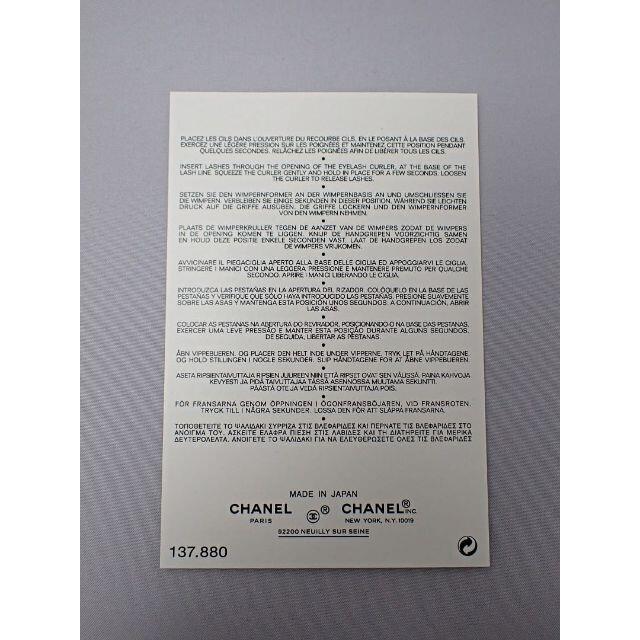 PLACEZ LES CILS DANS L'OUVERTURE DU RECOURBE CILS, EN LE POSANT À LA BASE DES CILS.
EXERCEZ UNE LÉGÈRE PRESSION SUR LES POIGNÉES ET MAINTENEZ CETTE POSITION PENDANT
QUELQUES SECONDES. RELÂCHEZ LES POIGNÉES AFIN DE LIBÉRER TOUS LES CILS.
INSERT LASHES THROUGH THE OPENING OF THE EYELASH CURLER, AT THE BASE OF THE
LASH LINE. SQUEEZE THE CURLER GENTLY AND HOLD IN PLACE FOR A FEW SECONDS. LOOSEN
THE CURLER TO RELEASE LASHES.
SETZEN SIE DEN WIMPERNFORMER AN DER WIMPERNBASIS AN UND UMSCHLIESSEN SIE
DIE WIMPERN. VERBLEIBEN SIE EINIGE SEKUNDEN IN DIESER POSITION, WÄHREND SIE LEICHTEN
DRUCK AUF DIE GRIFFE AUSÜBEN. DIE GRIFFE LOCKERN UND DEN WIMPERNFORMER
VON DEN WIMPERN NEHMEN.
PLAATS DE WIMPERKRULLER TEGEN DE AANZET VAN DE WIMPERS ZODAT DE WIMPERS
IN DE OPENING KOMEN TE LIGGEN. KNIJP DE HANDGREPEN VOORZICHTIG SAMEN
EN HOUD DEZE POSITIE ENKELE SECONDEN VAST. LAAT DE HANDGREPEN LOS ZODAT
DE WIMPERS VRIJKOMEN.
AVVICINARE IL PIEGACIGLIA APERTO ALLA BASE DELLE CIGLIA ED APPOGGIARVI LE CIGLIA.
STRINGERE I MANICI CON UNA LEGGERA PRESSIONE E MANTENERE PREMUTO PER QUALCHE
SECONDO. APRIRE I MANICI LIBERANDO LE CIGLIA.
INTRODUZCA LAS PESTAÑAS EN LA APERTURA DEL RIZADOR. COLÓQUELO EN LA BASE DE LAS
PESTAÑAS Y VERIFIQUE QUE SÓLO HAYA INTRODUCIDO LAS PESTAÑAS. PRESIONE SUAVEMENTE
SOBRE LAS ASAS Y MANTENGA ESTA POSICIÓN UNOS SEGUNDOS. A CONTINUACIÓN, ABRIR
LAS ASAS.
COLOCAR AS PESTANAS NA ABERTURA DO REVIRADOR, POSICIONANDO-O NA BASE DAS PESTANAS.
EXERCER UMA LEVE PRESSÃO E MANTER ESTA POSIÇÃO DURANTE ALGUNS SEGUNDOS.
DE SEGUIDA, LIBERTAR AS PESTANAS.
ÅBN VIPPEBUEREN. OG PLACER DEN HELT INDE UNDER VIPPERNE. TRYK LET PÅ HÅNDTAGENE,
OG HOLD STILLINGEN I NOGLE SEKUNDER. SLIP HÅNDTAGENE FOR AT ÅBNE VIPPEBUEREN.
ASETA RIPSIENTAIVUTTAJA RIPSIEN JUUREEN NIIN ETTÄ RIPSET OVAT SEN VÄLISSÄ. PAINA KAHVOJA
KEVYESTI JA PIDÄ TAIVUTTAJAA TÄSSÄ ASENNOSSA MUUTAMA SEKUNTTI.
PÄÄSTÄ OTE JA VEDÄ RIPSIENTAIVUTTAJA POIS.
FÖR FRANSARNA GENOM ÖPPNINGEN I ÖGONFRANSBÖJAREN, VID FRANSROTEN.
TRYCK TILL I NÅGRA SEKUNDER. LOSSA DEN FÖR ATT SLÄPPA FRANSARNA.
ΤΟΠΟΘΕΤΕΙΤΕ ΤΟ ΨΑΛΙΔΑΚΙ ΣΥΡΡΙΖΑ ΣΤΙΣ ΒΛΕΦΑΡΙΔΕΣ ΚΑΙ ΠΕΡΝΑΤΕ ΤΙΣ ΒΛΕΦΑΡΙΔΕΣ ΣΤΟ
ΑΝΟΙΓΜΑ ΤΟΥ. ΑΣΚΕΙΤΕ ΕΛΑΦΡΑ ΠΙΕΣΗ ΣΤΙΣ ΛΑΒΙΔΕΣ ΚΑΙ ΤΗ ΔΙΑΤΗΡΕΙΤΕ ΓΙΑ ΜΕΡΙΚΑ
ΔΕΥΤΕΡΟΛΕΠΤΑ. ΑΝΟΙΓΕΤΕ ΤΟ ΨΑΛΙΔΑΚΙ ΓΙΑ ΝΑ ΕΛΕΥΘΕΡΩΣΕΤΕ ΟΛΕΣ ΤΙΣ ΒΛΕΦΑΡΙΔΕΣ
MADE IN JAPAN
CHANEL ® CHANEL® INC.
PARIS NEW YORK, N.Y. 10019
92200 NEUILLY SUR SEINE
137.880